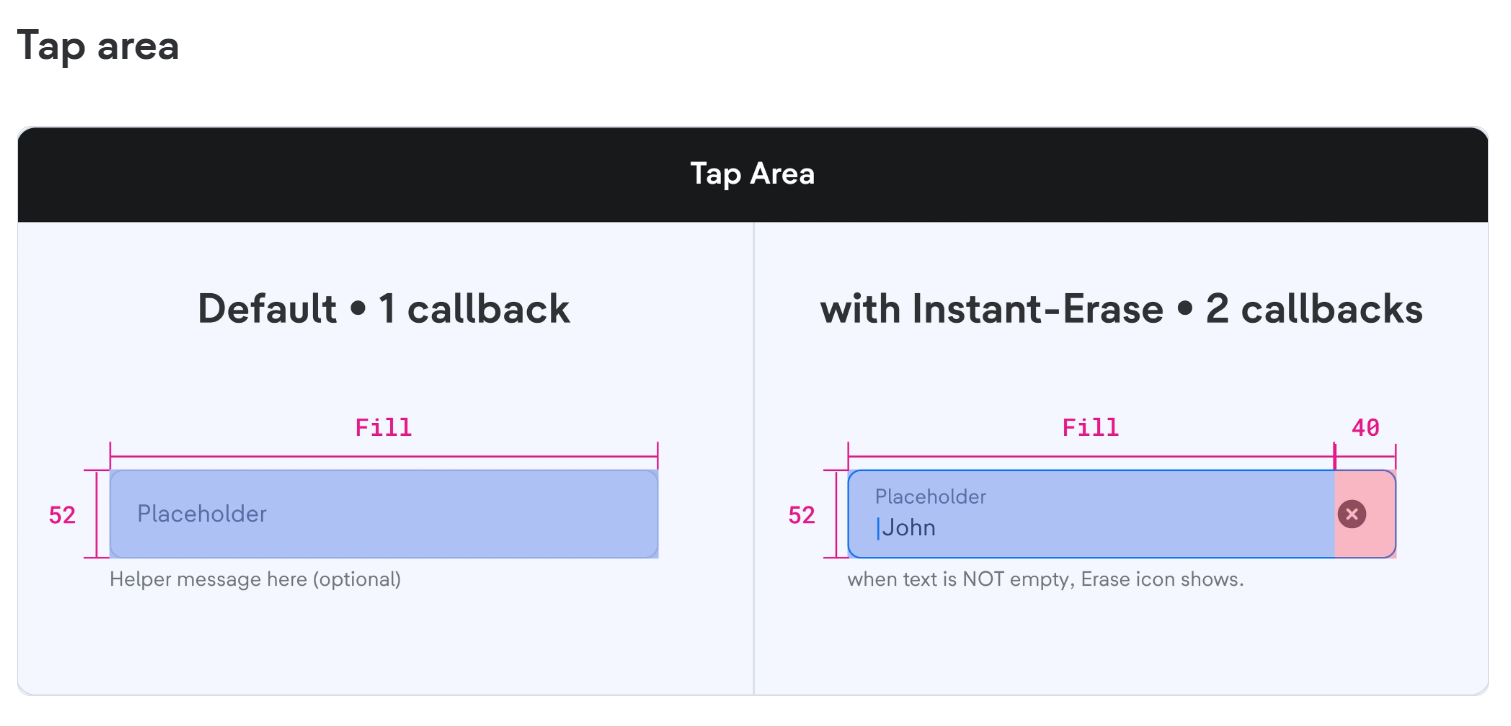 Tap area
Tap Area
Default • 1 callback
Fill
52
Placeholder
Helper message here (optional)
with Instant-Erase • 2 callbacks
Fill
40
52
Placeholder
John
when text is NOT empty, Erase icon shows.